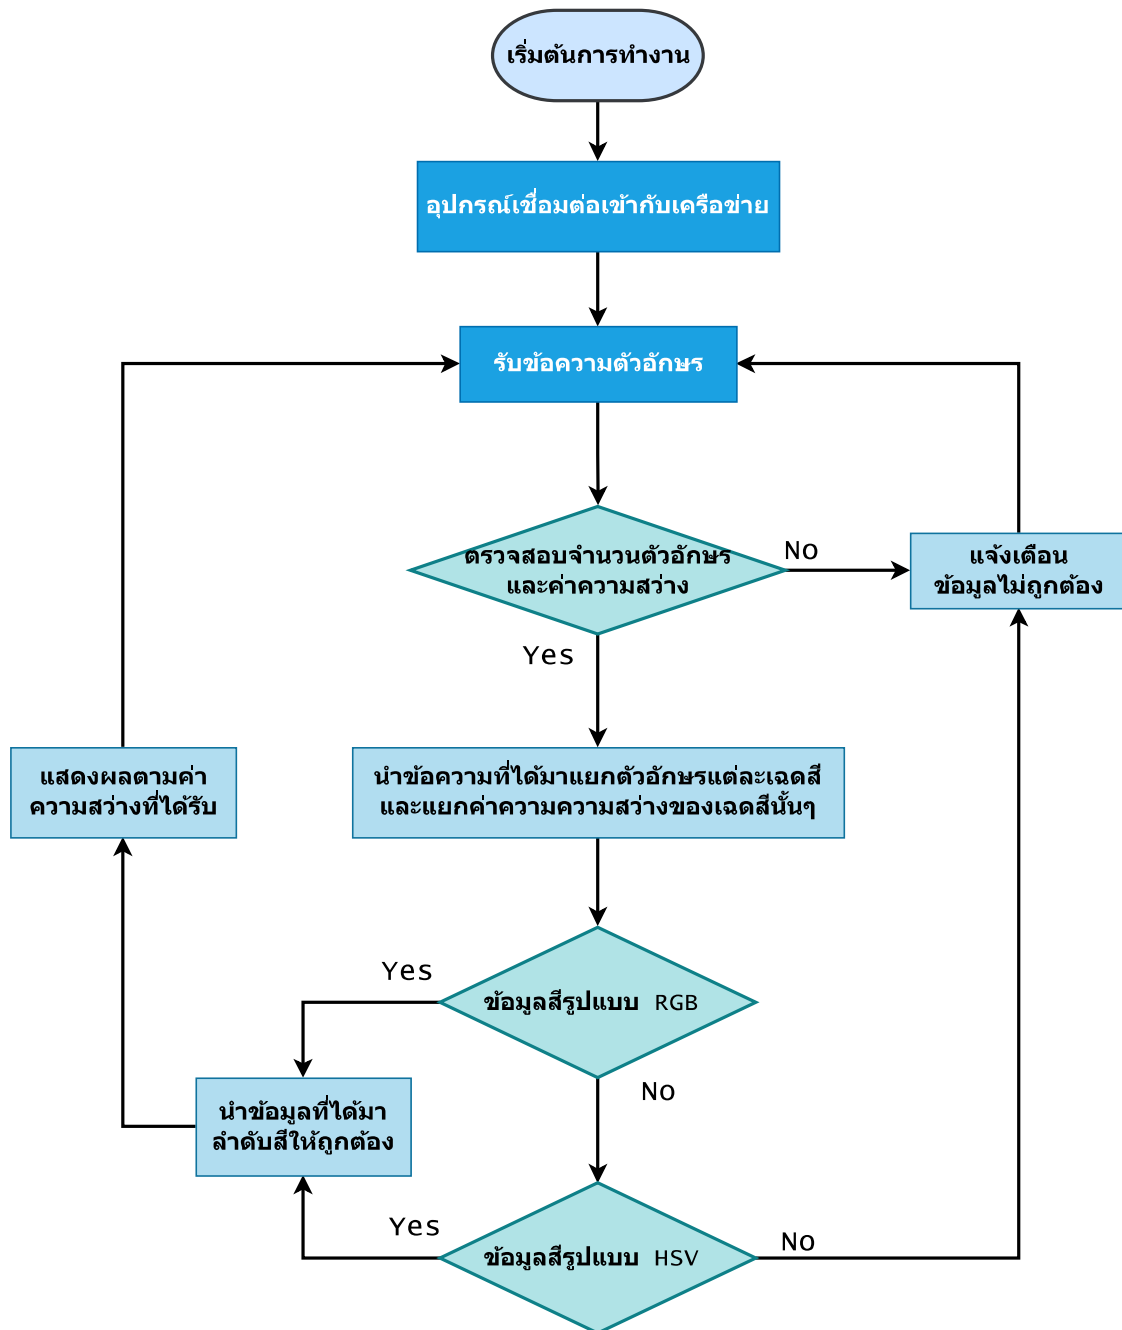 เริ่มต้นการทำงาน
อุปกรณ์เชื่อมต่อเข้ากับเครือข่าย
รับข้อความตัวอักษร
ตรวจสอบจำนวนตัวอักษร
และค่าความสว่าง
No
แจ้งเตือน
ข้อมูลไม่ถูกต้อง
Yes
แสดงผลตามค่า
ความสว่างที่ได้รับ
นำข้อความที่ได้มาแยกตัวอักษรแต่ละเฉดสี
และแยกค่าความความสว่างของเฉดสีนั้นๆ
Yes
ข้อมูลสีรูปแบบ RGB
No
นำข้อมูลที่ได้มา
ลำดับสีให้ถูกต้อง
Yes
ข้อมูลสีรูปแบบ HSV
No